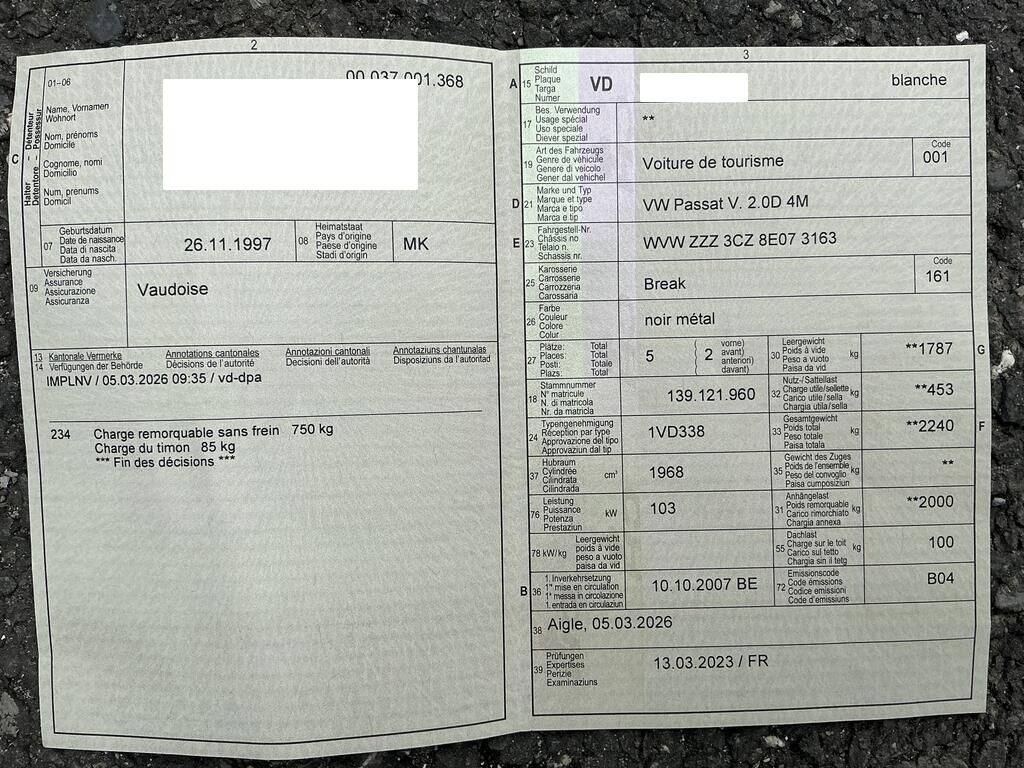 2
01–06
00.037.001.368
C
Halter Détenteur
Detentore Possessur
Name, Vornamen
Wohnort
Nom, prénoms
Domicile
Cognome, nomi
Domicilio
Num, prenums
Domicil
07
Geburtsdatum
Date de naissance
Data di nascita
Data da nasch.
26.11.1997
08
Heimatstaat
Pays d'origine
Paese d'origine
Stadi d'origin
MK
09
Versicherung
Assurance
Assicurazione
Assicuranza
Vaudoise
13 Kantonale Vermerke Annotations cantonales Annotazioni cantonali Annotaziuns chantunalas
14 Verfügungen der Behörde Décisions de l'autorité Decisioni dell'autorità Disposiziuns da l'autoritad
IMPLNV / 05.03.2026 09:35 / vd-dpa
234 Charge remorquable sans frein 750 kg
Charge du timon 85 kg
*** Fin des décisions ***
3
A 15
Schild
Plaque
Targa
Numer
VD
blanche
17
Bes. Verwendung
Usage spécial
Uso speciale
Diever spezial
**
19
Art des Fahrzeugs
Genre de véhicule
Genere di veicolo
Gener dal vehichel
Voiture de tourisme
Code
001
D 21
Marke und Typ
Marque et type
Marca e tipo
Marca e tip
VW Passat V. 2.0D 4M
E 23
Fahrgestell-Nr.
Châssis no
Telaio n.
Schassis nr.
WVW ZZZ 3CZ 8E07 3163
25
Karosserie
Carrosserie
Carrozzeria
Carossaria
Break
Code
161
26
Farbe
Couleur
Colore
Colur
noir métal
27
Plätze: Total
Places: Total
Posti: Totale
Plazs: Total
5
2
vorne)
avant)
anteriori)
davant)
30
Leergewicht
Poids à vide
Peso a vuoto
Paisa da vid
kg
**1787
G
18
Stammnummer
N° matricule
N. di matricola
Nr. da matricla
139.121.960
32
Nutz-/Sattellast
Charge utile/sellette
Carico utile/sella
Chargia utila/sella
kg
**453
24
Typengenehmigung
Réception par type
Approvazione del tipo
Approvaziun dal tip
1VD338
33
Gesamtgewicht
Poids total
Peso totale
Paisa totala
kg
**2240
F
37
Hubraum
Cylindrée
Cilindrata
Cilindrada
cm³
1968
35
Gewicht des Zuges
Poids de l'ensemble
Peso del convoglio
Paisa cumposiziun
kg
**
76
Leistung
Puissance
Potenza
Prestaziun
kW
103
31
Anhängelast
Poids remorquable
Carico rimorchiato
Chargia annexa
kg
**2000
78 kW/kg
Leergewicht
poids à vide
peso a vuoto
paisa da vid
55
Dachlast
Charge sur le toit
Carico sul tetto
Chargia sin il tetg
kg
100
B 36
1. Inverkehrsetzung
1re mise en circulation
1a messa in circolazione
1. entrada en circulaziun
10.10.2007 BE
72
Emissionscode
Code émissions
Codice emissioni
Code d'emissiuns
B04
38
Aigle, 05.03.2026
39
Prüfungen
Expertises
Perizie
Examinaziuns
13.03.2023 / FR